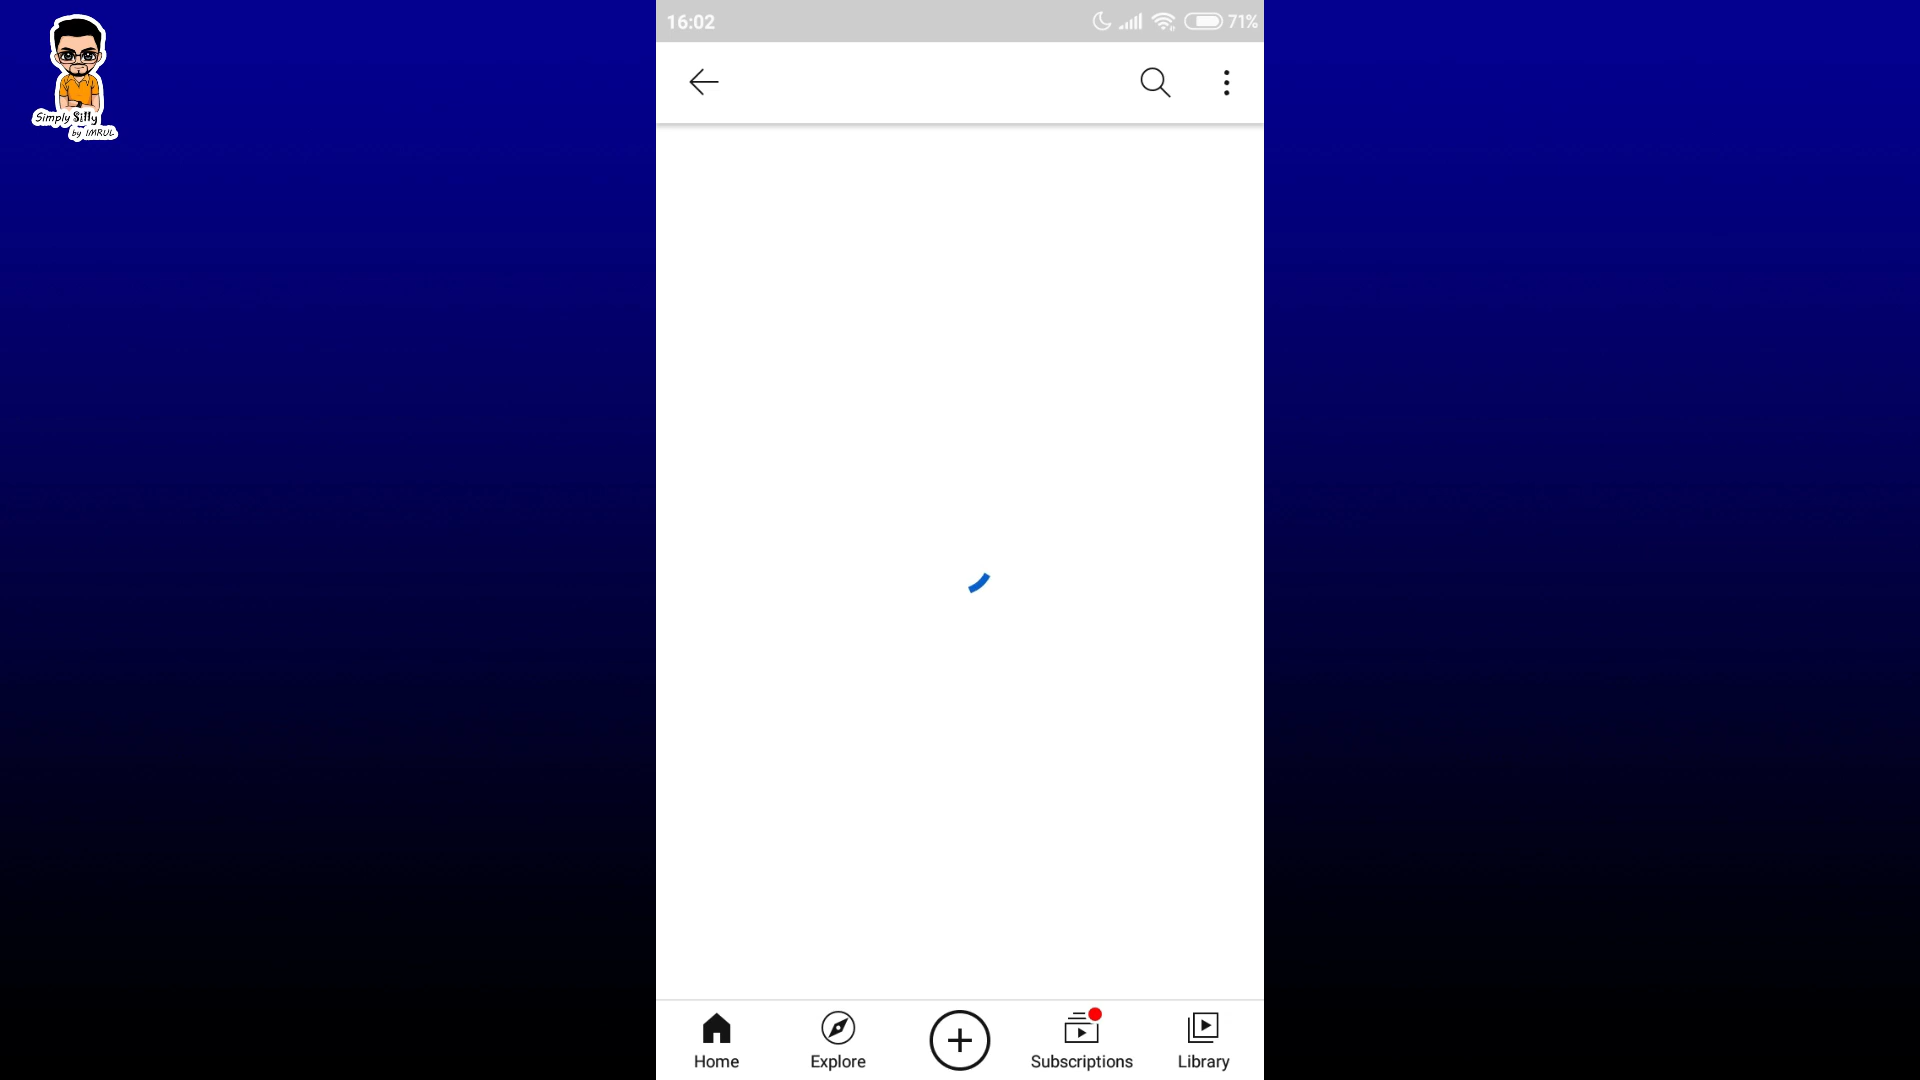 16:02
71%
Simply Silly
by IMRUL
Home
Explore
Subscriptions
Library